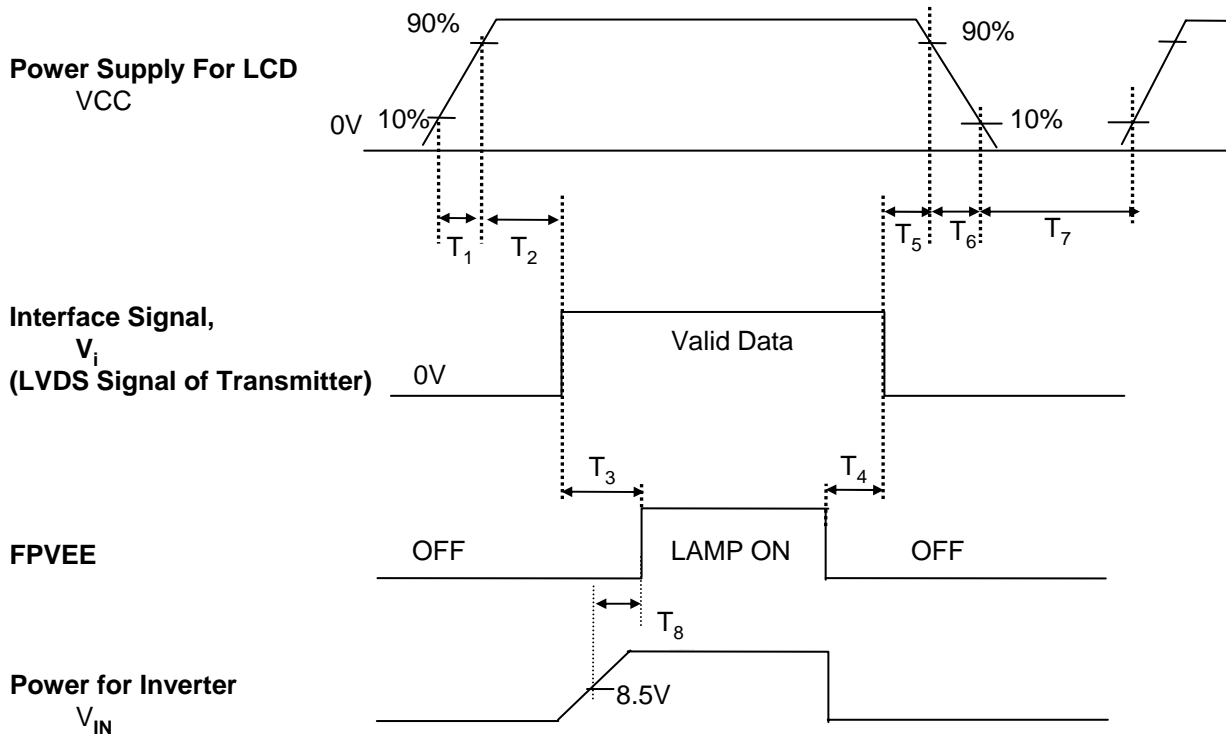 90%
90%
Power Supply For LCD
VCC
0V
10%
10%
T1
T2
T5
T6
T7
Interface Signal,
Vi
(LVDS Signal of Transmitter)
0V
Valid Data
T3
T4
FPVEE
OFF
LAMP ON
OFF
T8
Power for Inverter
VIN
8.5V